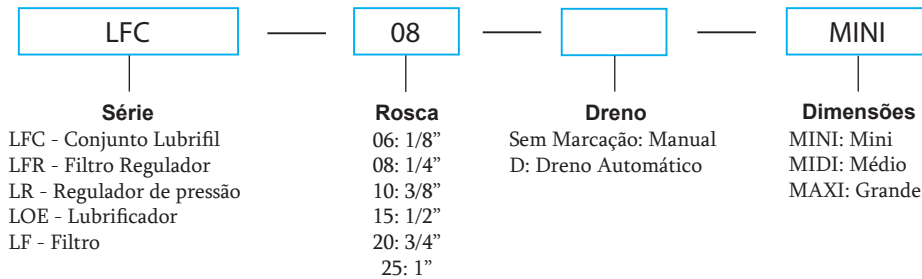 LFC
08
MINI
Série
LFC - Conjunto Lubrifil
LFR - Filtro Regulador
LR - Regulador de pressão
LOE - Lubrificador
LF - Filtro
Rosca
06: 1/8”
08: 1/4”
10: 3/8”
15: 1/2”
20: 3/4”
25: 1”
Dreno
Sem Marcação: Manual
D: Dreno Automático
Dimensões
MINI: Mini
MIDI: Médio
MAXI: Grande